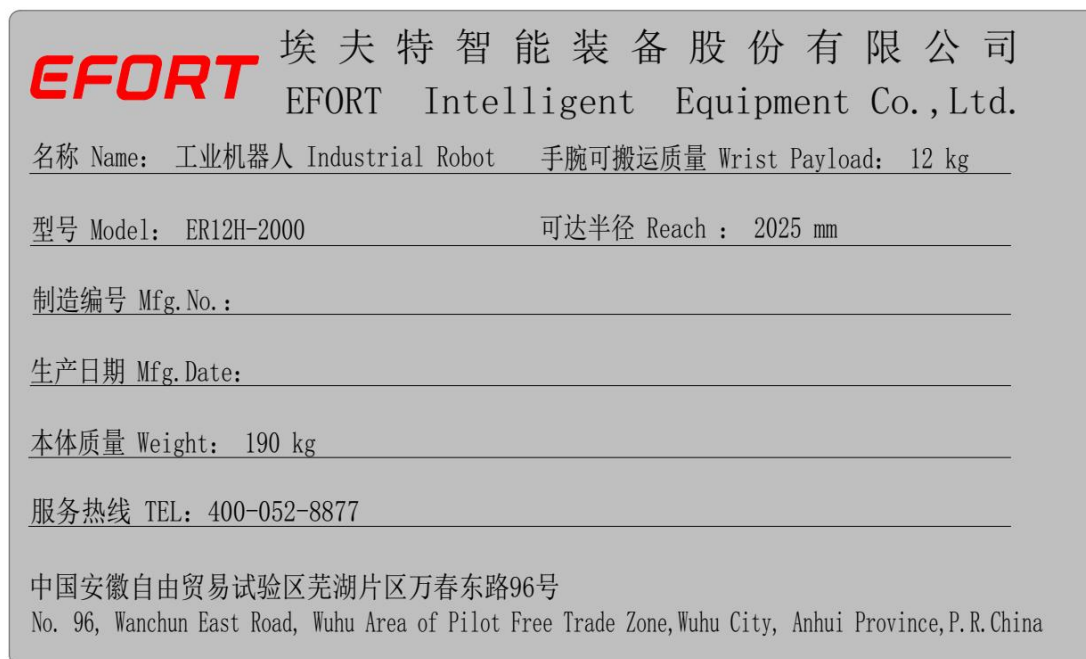 EFORT 埃夫特智能装备股份有限公司
EFORT Intelligent Equipment Co.,Ltd.
名称 Name: 工业机器人 Industrial Robot 手腕可搬运质量 Wrist Payload: 12 kg
型号 Model: ER12H-2000 可达半径 Reach : 2025 mm
制造编号 Mfg.No.:
生产日期 Mfg.Date:
本体质量 Weight: 190 kg
服务热线 TEL: 400-052-8877
中国安徽自由贸易试验区芜湖片区万春东路96号
No. 96, Wanchun East Road, Wuhu Area of Pilot Free Trade Zone,Wuhu City, Anhui Province,P.R.China